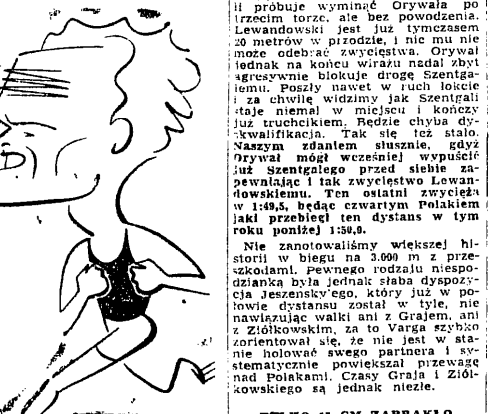 li próbuje wyminąć Orywała po
trzecim torze, ale bez powodzenia.
Lewandowski jest już tymczasem
20 metrów w przodzie, i nic mu nie
może odebrać zwycięstwa. Orywał
jednak na końcu wirażu nadal zbyt
agresywnie blokuje drogę Szentga-
lemu. Poszły nawet w ruch łokcie
i za chwilę widzimy jak Szentgali
staje niemal w miejscu i kończy
już truchcikiem. Będzie chyba dy-
skwalifikacja. Tak się też stało.
Naszym zdaniem słusznie, gdyż
Orywał mógł wcześniej wypuścić
już Szentgalego przed siebie za-
pewniając i tak zwycięstwo Lewan-
dowskiemu. Ten ostatni zwycięża
w 1:49,5, będąc czwartym Polakiem
jaki przebiegł ten dystans w tym
roku poniżej 1:50,0.
Nie zanotowaliśmy większej hi-
storii w biegu na 3.000 m z prze-
szkodami. Pewnego rodzaju niespo-
dzianką była jednak słaba dyspozy-
cja Jeszensky'ego, który już w po-
łowie dystansu został w tyle, nie
nawiązując walki ani z Grajem, ani
z Ziółkowskim, za to Varga szybko
zorientował się, że nie jest w sta-
nie holować swego partnera i sy-
stematycznie powiększał przewagę
nad Polakami. Czasy Graja i Ziół-
kowskiego są jednak niezłe.